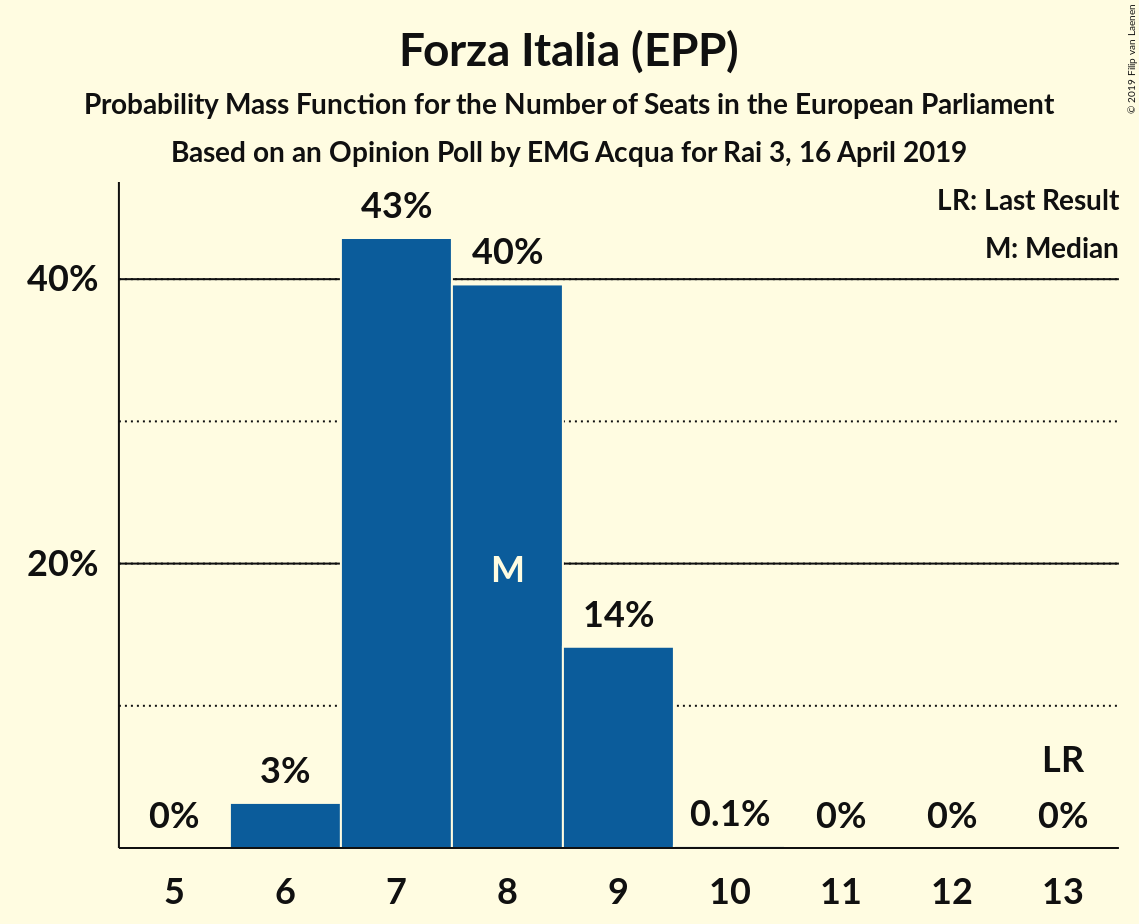 Forza Italia (EPP)
Probability Mass Function for the Number of Seats in the European Parliament
Based on an Opinion Poll by EMG Acqua for Rai 3, 16 April 2019
© 2019 Filip van Laenen
LR: Last Result
M: Median
40%
20%
0%
3%
43%
40%
M
14%
0.1%
0%
0%
LR
0%
5 6 7 8 9 10 11 12 13